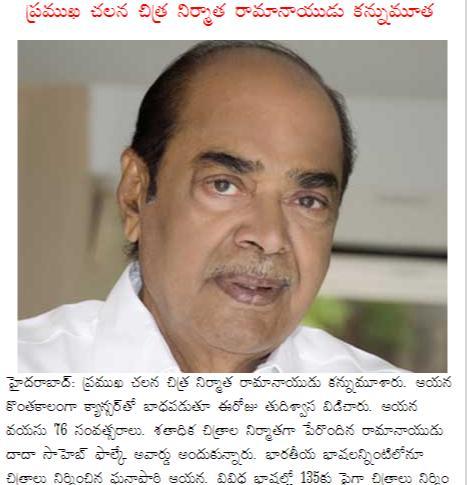 ప్రముఖ చలన చిత్ర నిర్మాత రామానాయుడు కన్నుమూత
హైదరాబాద్: ప్రముఖ చలన చిత్ర నిర్మాత రామానాయుడు కన్నుమూశారు. ఆయన
కొంతకాలంగా క్యాన్సర్‌తో బాధపడుతూ ఈరోజు తుదిశ్వాస విడిచారు. ఆయన
వయసు 76 సంవత్సరాలు. శతాధిక చిత్రాల నిర్మాతగా పేరొందిన రామానాయుడు
దాదా సాహెబ్ ఫాల్కే అవార్డు అందుకున్నారు. భారతీయ భాషలన్నింటిలోనూ
చిత్రాలు నిర్మించిన ఘనాపాఠి ఆయన. వివిధ భాషల్లో 135కు పైగా చిత్రాలు నిర్మిం